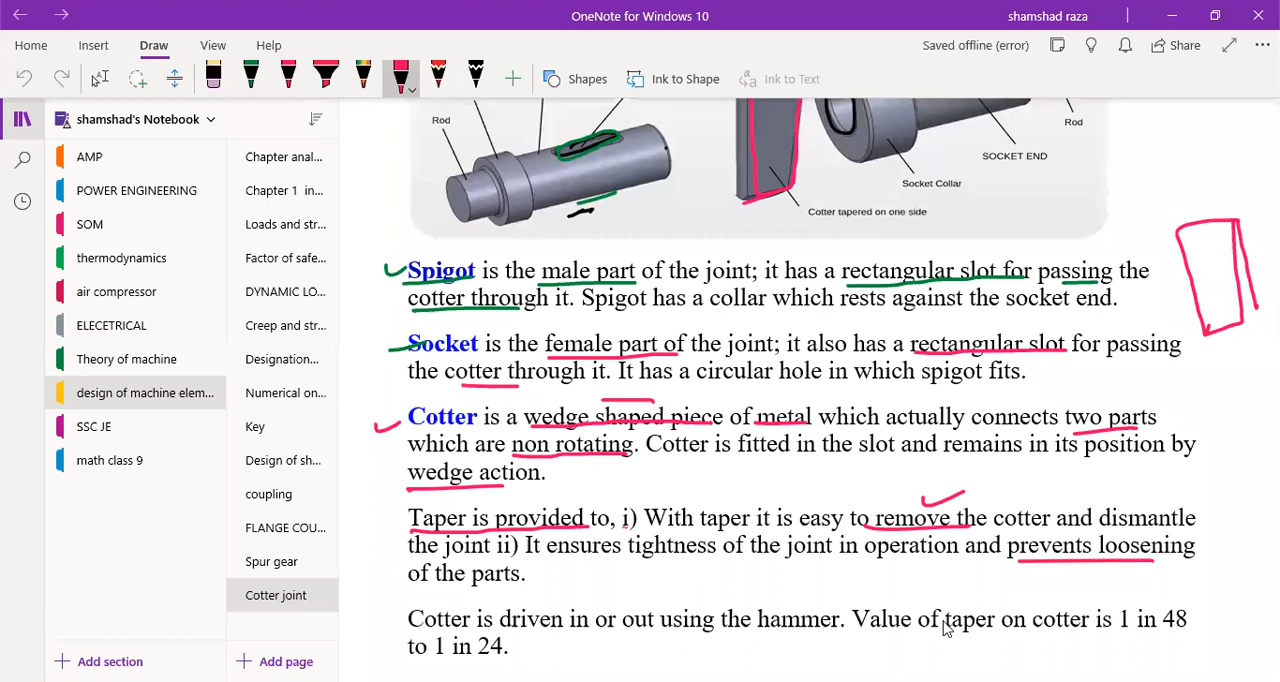 OneNote for Windows 10
shamshad raza
Home
Insert
Draw
View
Help
Saved offline (error)
Share
Shapes
Ink to Shape
Ink to Text
shamshad's Notebook
AMP
POWER ENGINEERING
SOM
thermodynamics
air compressor
ELECETRICAL
Theory of machine
design of machine elem...
SSC JE
math class 9
Add section
Chapter anal...
Chapter 1 in...
Loads and str...
Factor of safe...
DYNAMIC LO...
Creep and str...
Designation...
Numerical on...
Key
Design of sh...
coupling
FLANGE COU...
Spur gear
Cotter joint
Add page
Rod
Rod
SOCKET END
Socket Collar
Cotter tapered on one side
Spigot is the male part of the joint; it has a rectangular slot for passing the
cotter through it. Spigot has a collar which rests against the socket end.
Socket is the female part of the joint; it also has a rectangular slot for passing
the cotter through it. It has a circular hole in which spigot fits.
Cotter is a wedge shaped piece of metal which actually connects two parts
which are non rotating. Cotter is fitted in the slot and remains in its position by
wedge action.
Taper is provided to, i) With taper it is easy to remove the cotter and dismantle
the joint ii) It ensures tightness of the joint in operation and prevents loosening
of the parts.
Cotter is driven in or out using the hammer. Value of taper on cotter is 1 in 48
to 1 in 24.